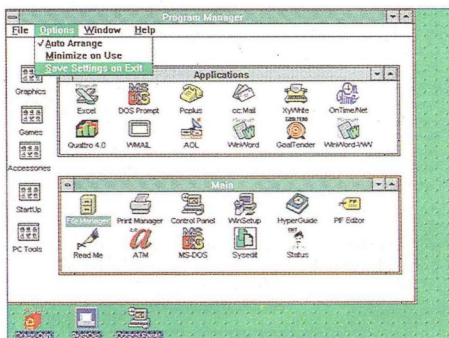 Program Manager
File Options Window Help
✓Auto Arrange
Minimize on Use
Save Settings on Exit
Graphics
Games
Accessories
StartUp
PC Tools
Applications
Excel DOS Prompt Pcplus cc:Mail XyWrite OnTime/Net
Quattro 4.0 WMAIL AOL WinWord GoalTender WinWord-VWV
Main
File Manager Print Manager Control Panel WinSetup HyperGuide PIF Editor
Read Me ATM MS-DOS Sysedit Status